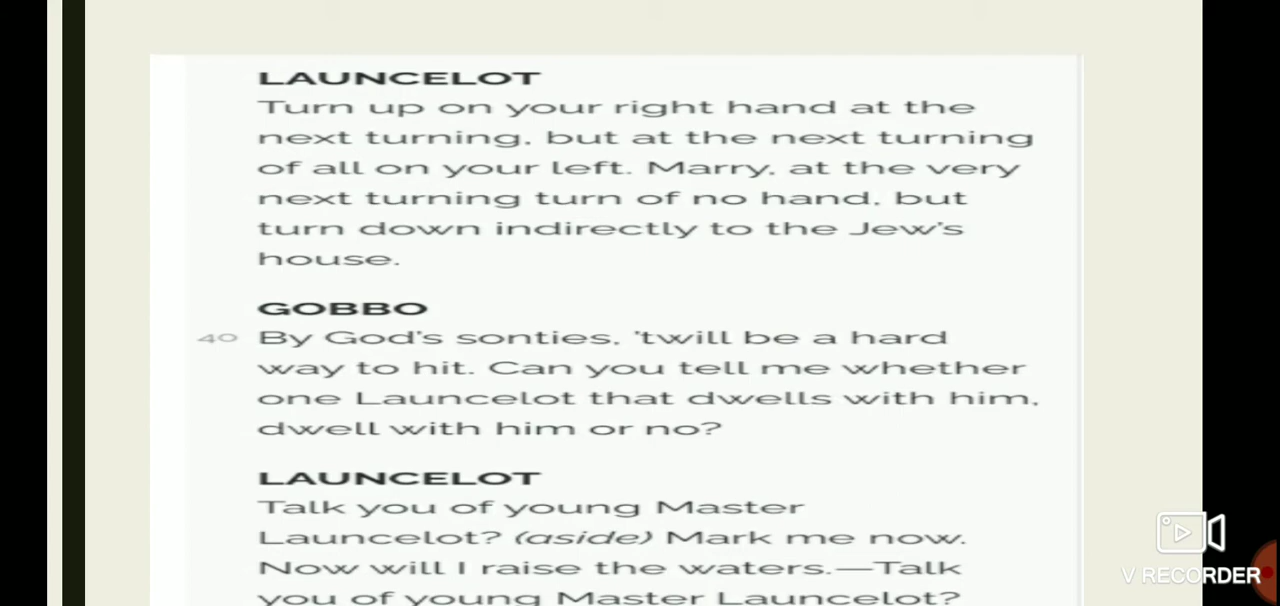 LAUNCELOT
Turn up on your right hand at the
next turning, but at the next turning
of all on your left. Marry, at the very
next turning turn of no hand, but
turn down indirectly to the Jew's
house.
GOBBO
40 By God's sonties, 'twill be a hard
way to hit. Can you tell me whether
one Launcelot that dwells with him,
dwell with him or no?
LAUNCELOT
Talk you of young Master
Launcelot? (aside) Mark me now.
Now will I raise the waters.—Talk
you of young Master Launcelot?
V RECORDER